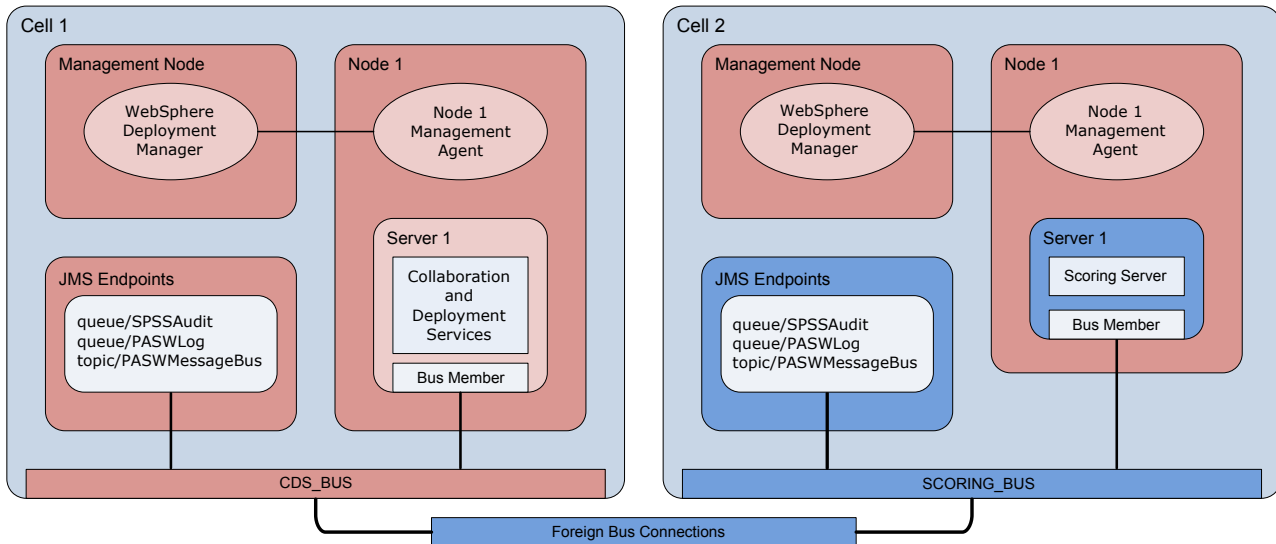 Cell 1
Management Node
WebSphere
Deployment
Manager
Node 1
Node 1
Management
Agent
Server 1
Collaboration
and
Deployment
Services
Bus Member
JMS Endpoints
queue/SPSSAudit
queue/PASWLog
topic/PASWMessageBus
CDS_BUS
Cell 2
Management Node
WebSphere
Deployment
Manager
Node 1
Node 1
Management
Agent
Server 1
Scoring Server
Bus Member
JMS Endpoints
queue/SPSSAudit
queue/PASWLog
topic/PASWMessageBus
SCORING_BUS
Foreign Bus Connections